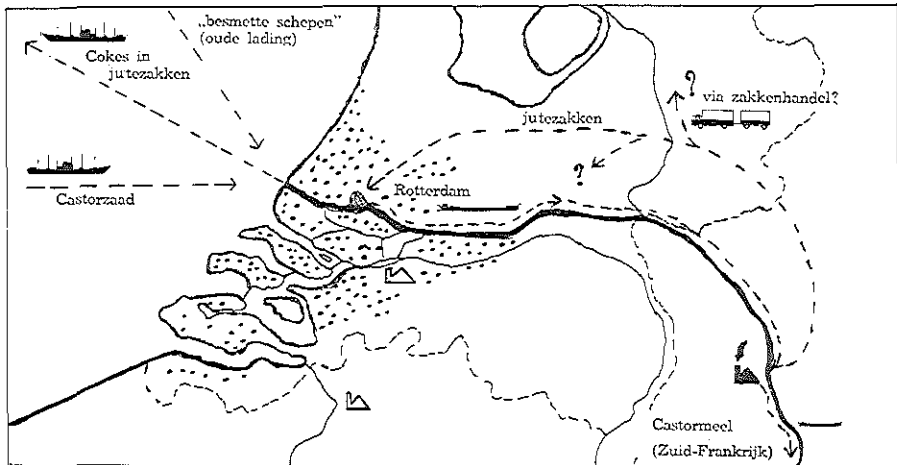 „besmette schepen”
(oude lading)
Cokes in
jutezakken
Castorzaad
jutezakken
?
via zakkenhandel?
?
Rotterdam
Castormeel
(Zuid-Frankrijk)